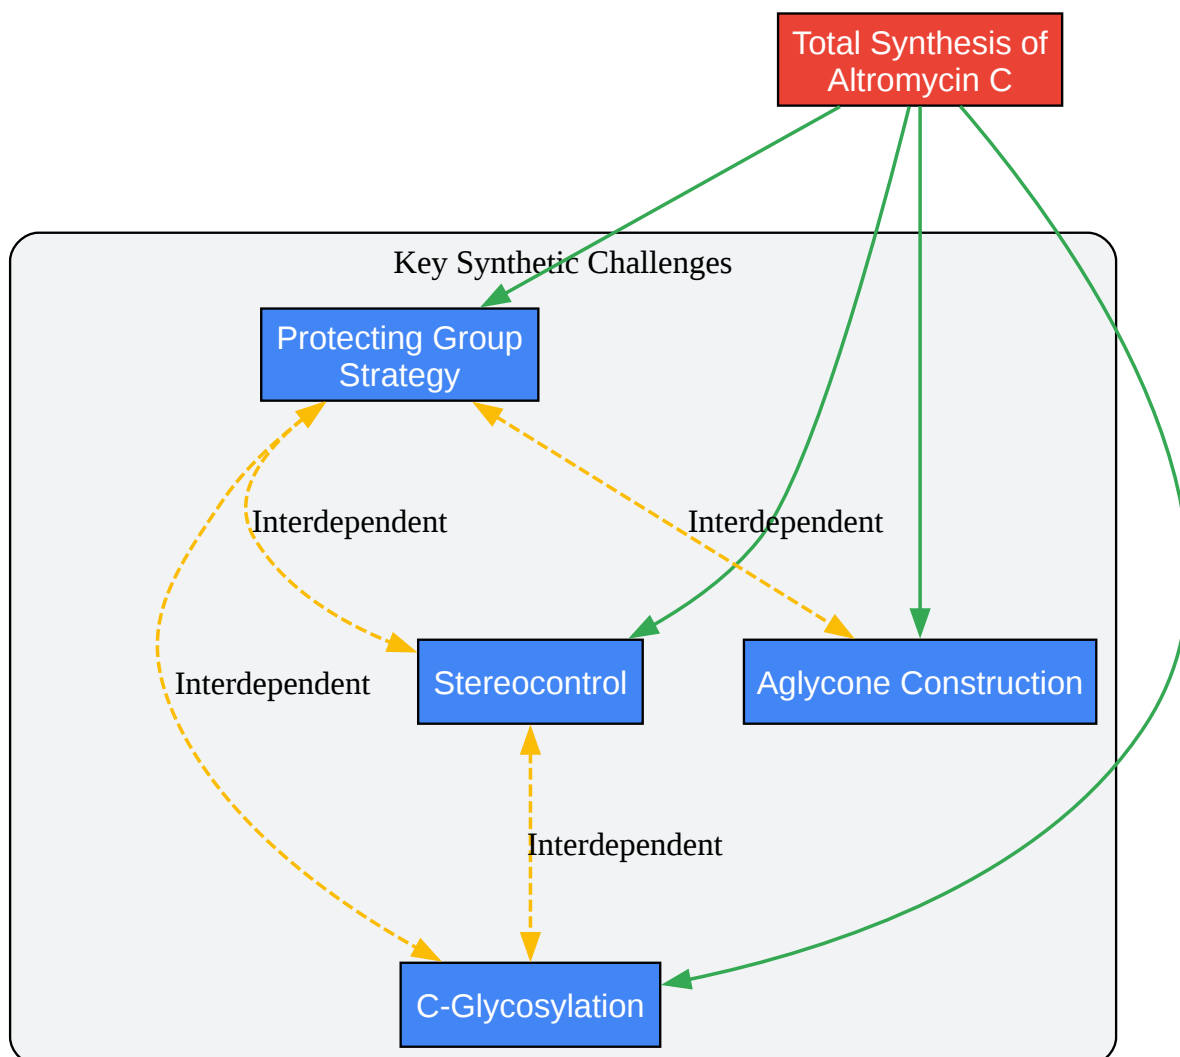 Total Synthesis of
Altromycin C
Key Synthetic Challenges
Protecting Group
Strategy
Interdependent
Interdependent
Stereocontrol
Aglycone Construction
Interdependent
Interdependent
C-Glycosylation